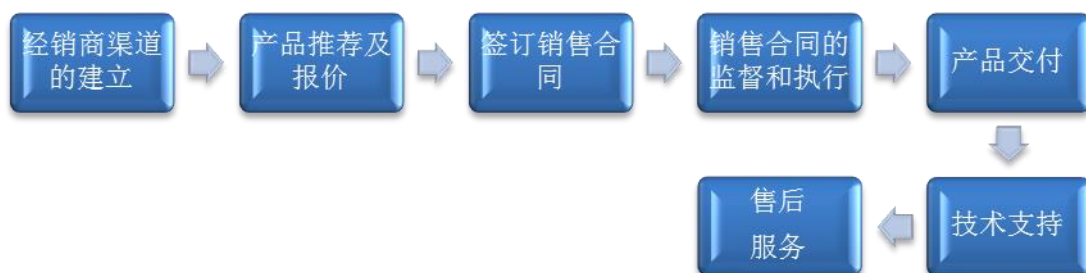 经销商渠道
的建立
产品推荐及
报价
签订销售合
同
销售合同的
监督和执行
产品交付
技术支持
售后
服务